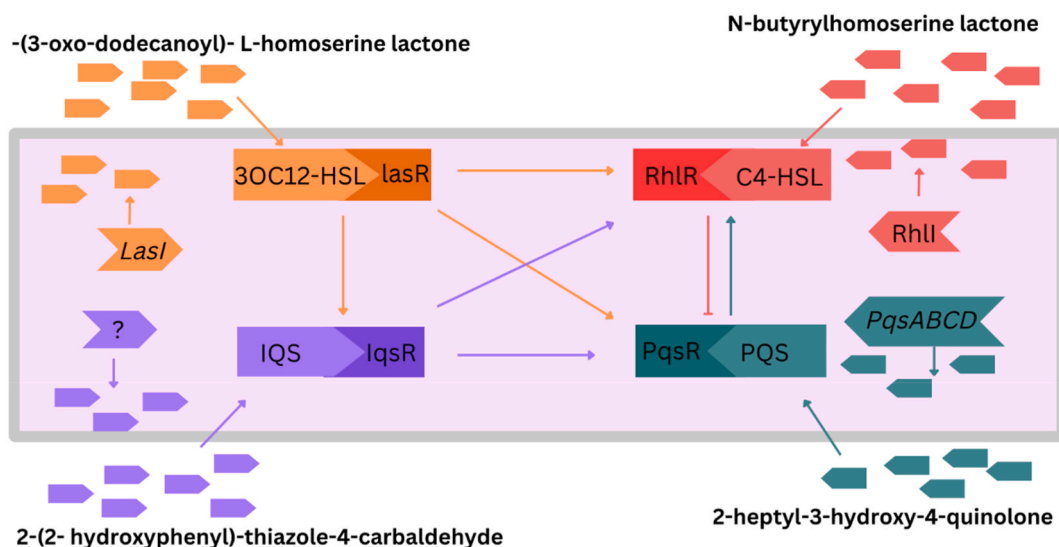 -(3-oxo-dodecanoyl)- L-homoserine lactone
N-butyrylhomoserine lactone
3OC12-HSL lasR
RhlR C4-HSL
LasI
RhlI
?
PqsABCD
IQS IqsR
PqsR PQS
2-heptyl-3-hydroxy-4-quinolone
2-(2- hydroxyphenyl)-thiazole-4-carbaldehyde